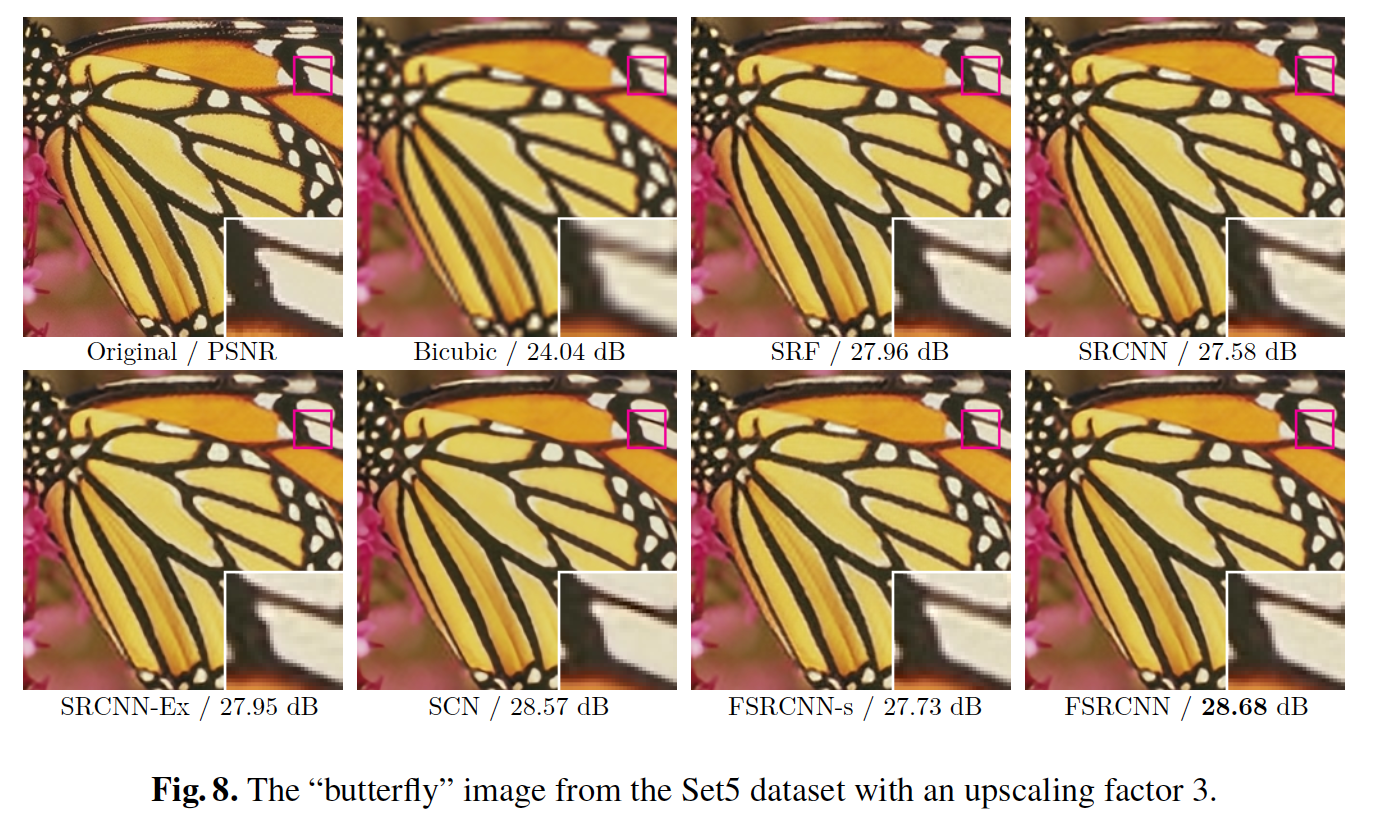 Original / PSNR
Bicubic / 24.04 dB
SRF / 27.96 dB
SRCNN / 27.58 dB
SRCNN-Ex / 27.95 dB
SCN / 28.57 dB
FSRCNN-s / 27.73 dB
FSRCNN / 28.68 dB
Fig. 8. The “butterfly” image from the Set5 dataset with an upscaling factor 3.